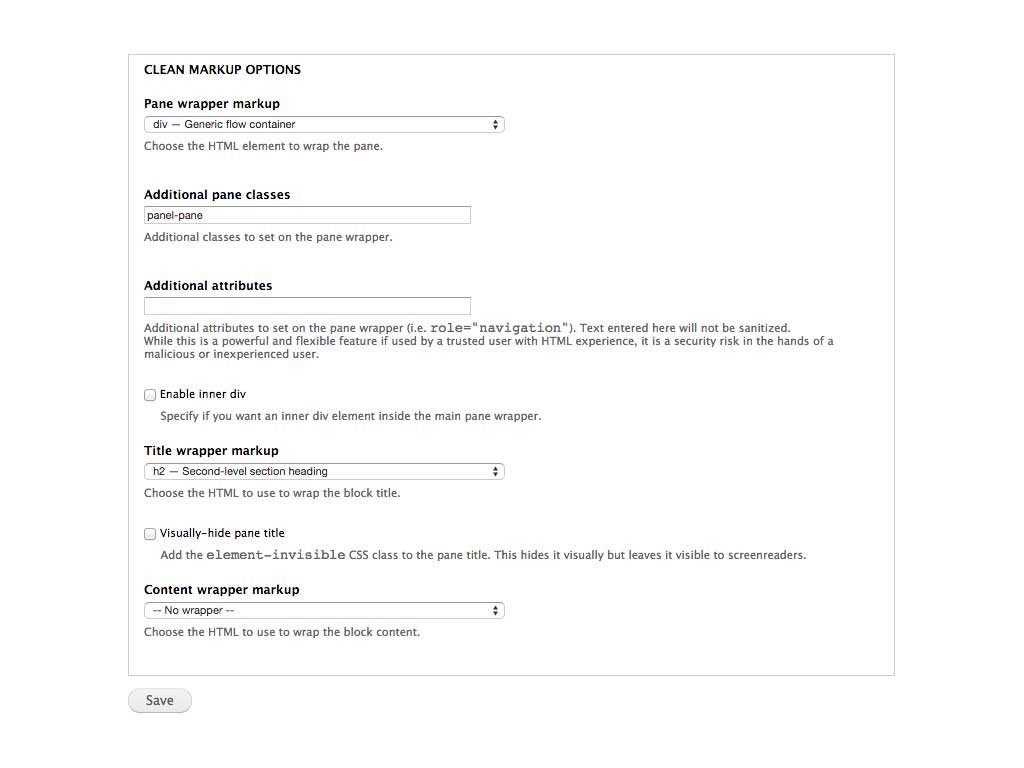 CLEAN MARKUP OPTIONS
Pane wrapper markup
div — Generic flow container
Choose the HTML element to wrap the pane.
Additional pane classes
panel-pane
Additional classes to set on the pane wrapper.
Additional attributes
Additional attributes to set on the pane wrapper (i.e. role="navigation"). Text entered here will not be sanitized.
While this is a powerful and flexible feature if used by a trusted user with HTML experience, it is a security risk in the hands of a
malicious or inexperienced user.
Enable inner div
Specify if you want an inner div element inside the main pane wrapper.
Title wrapper markup
h2 — Second-level section heading
Choose the HTML to use to wrap the block title.
Visually-hide pane title
Add the element-invisible CSS class to the pane title. This hides it visually but leaves it visible to screenreaders.
Content wrapper markup
-- No wrapper --
Choose the HTML to use to wrap the block content.
Save